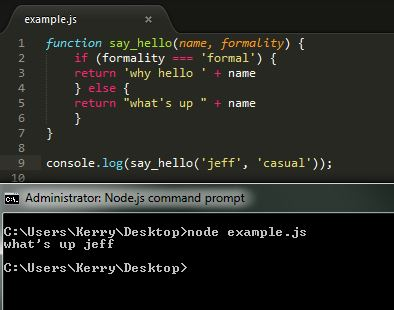 example.js
1 function say_hello(name, formality) {
2 if (formality === 'formal') {
3 return 'why hello ' + name
4 } else {
5 return "what's up " + name
6 }
7 }
8
9 console.log(say_hello('jeff', 'casual'));
Administrator: Node.js command prompt
C:\Users\Kerry\Desktop>node example.js
what's up jeff
C:\Users\Kerry\Desktop>